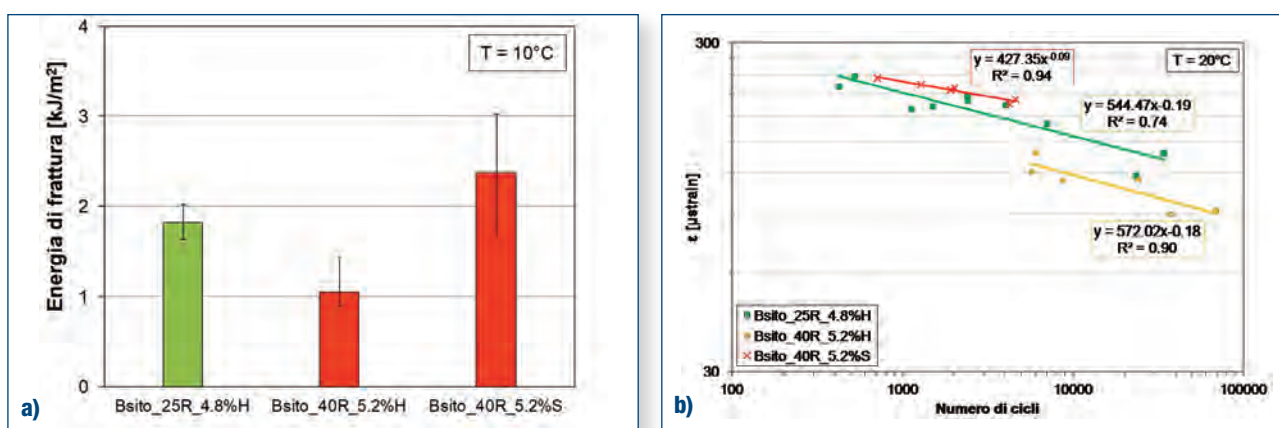 4
3
2
1
0
Energia di frattura [kJ/m²]
T = 10°C
Bsito_25R_4.8%H
Bsito_40R_5.2%H
Bsito_40R_5.2%S
a)
300
30
ε [µstrain]
y = 427.35x-0.09
R² = 0.94
T = 20°C
y = 544.47x-0.19
R² = 0.74
y = 572.02x-0.18
R² = 0.90
Bsito_25R_4.8%H
Bsito_40R_5.2%H
Bsito_40R_5.2%S
100
1000
10000
100000
Numero di cicli
b)